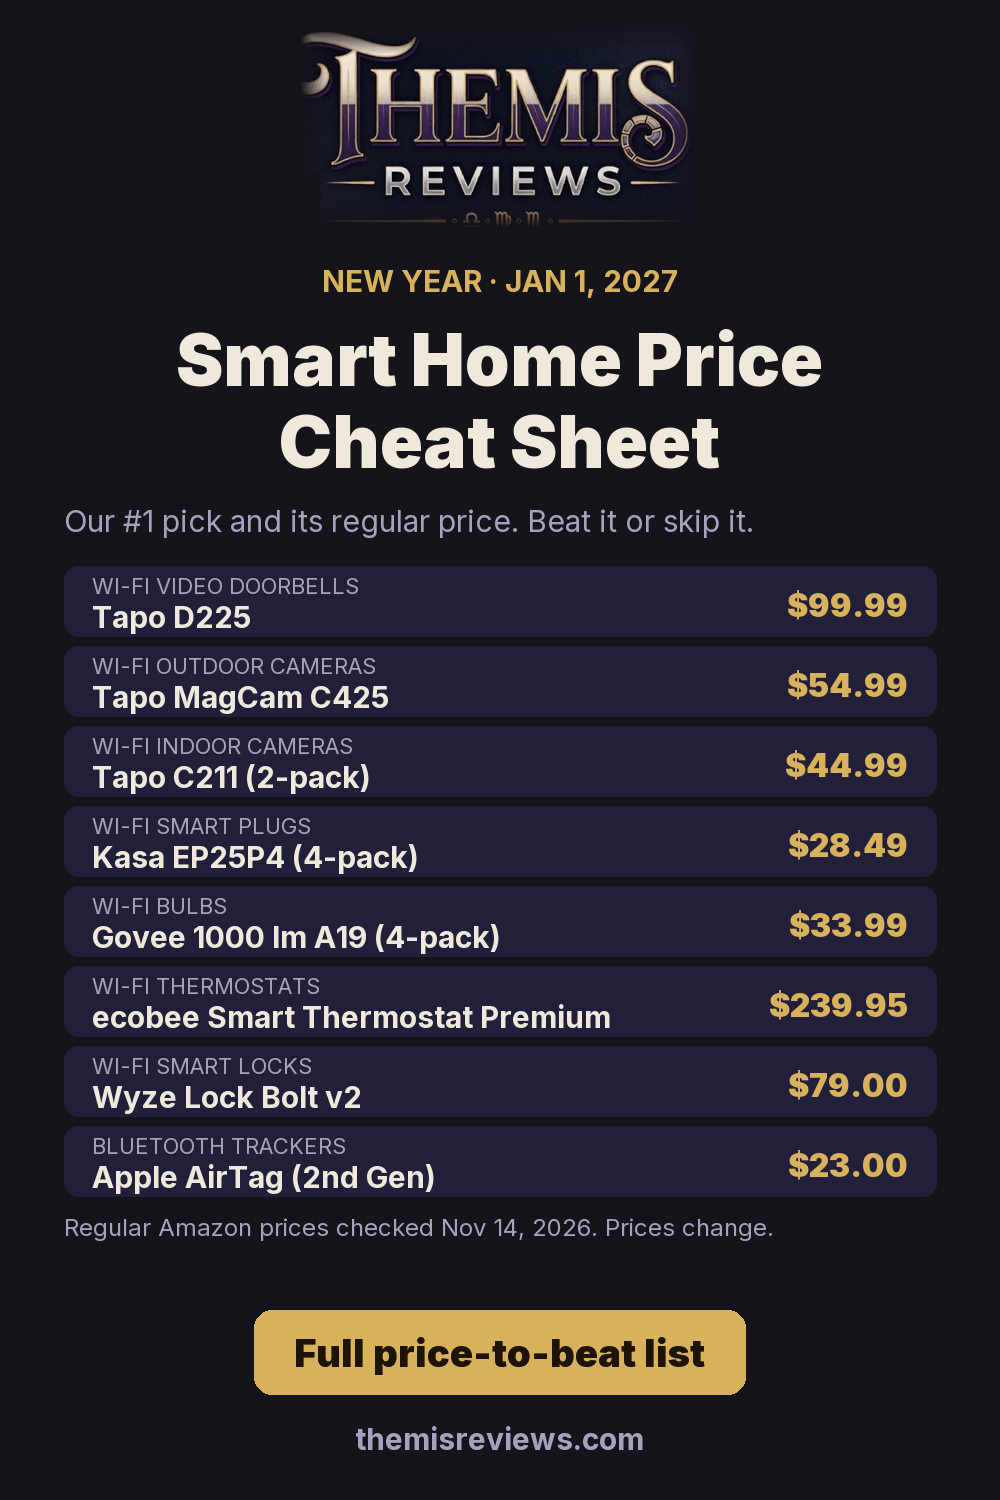 THEMIS
REVIEWS
♎ · ♍ · ♏
NEW YEAR · JAN 1, 2027
Smart Home Price
Cheat Sheet
Our #1 pick and its regular price. Beat it or skip it.
WI-FI VIDEO DOORBELLS
Tapo D225
$99.99
WI-FI OUTDOOR CAMERAS
Tapo MagCam C425
$54.99
WI-FI INDOOR CAMERAS
Tapo C211 (2-pack)
$44.99
WI-FI SMART PLUGS
Kasa EP25P4 (4-pack)
$28.49
WI-FI BULBS
Govee 1000 lm A19 (4-pack)
$33.99
WI-FI THERMOSTATS
ecobee Smart Thermostat Premium
$239.95
WI-FI SMART LOCKS
Wyze Lock Bolt v2
$79.00
BLUETOOTH TRACKERS
Apple AirTag (2nd Gen)
$23.00
Regular Amazon prices checked Nov 14, 2026. Prices change.
Full price-to-beat list
themisreviews.com